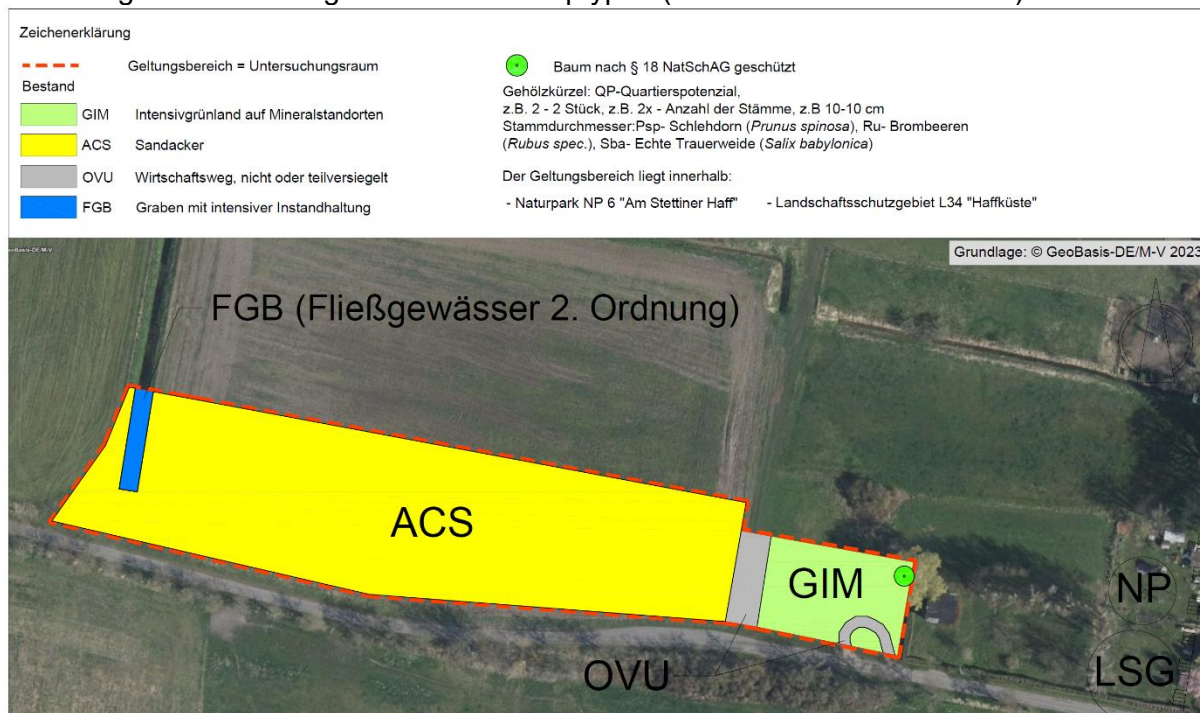 Zeichenerklärung
Geltungsbereich = Untersuchungsraum
Bestand
GIM Intensivgrünland auf Mineralstandorten
ACS Sandacker
OVU Wirtschaftsweg, nicht oder teilversiegelt
FGB Graben mit intensiver Instandhaltung
Baum nach § 18 NatSchAG geschützt
Gehölzkürzel: QP-Quartierspotenzial,
z.B. 2 - 2 Stück, z.B. 2x - Anzahl der Stämme, z.B 10-10 cm
Stammdurchmesser:Psp- Schlehdorn (Prunus spinosa), Ru- Brombeeren
(Rubus spec.), Sba- Echte Trauerweide (Salix babylonica)
Der Geltungsbereich liegt innerhalb:
- Naturpark NP 6 "Am Stettiner Haff" - Landschaftsschutzgebiet L34 "Haffküste"
Grundlage: © GeoBasis-DE/M-V 2023
FGB (Fließgewässer 2. Ordnung)
ACS
GIM
NP
OVU
LSG